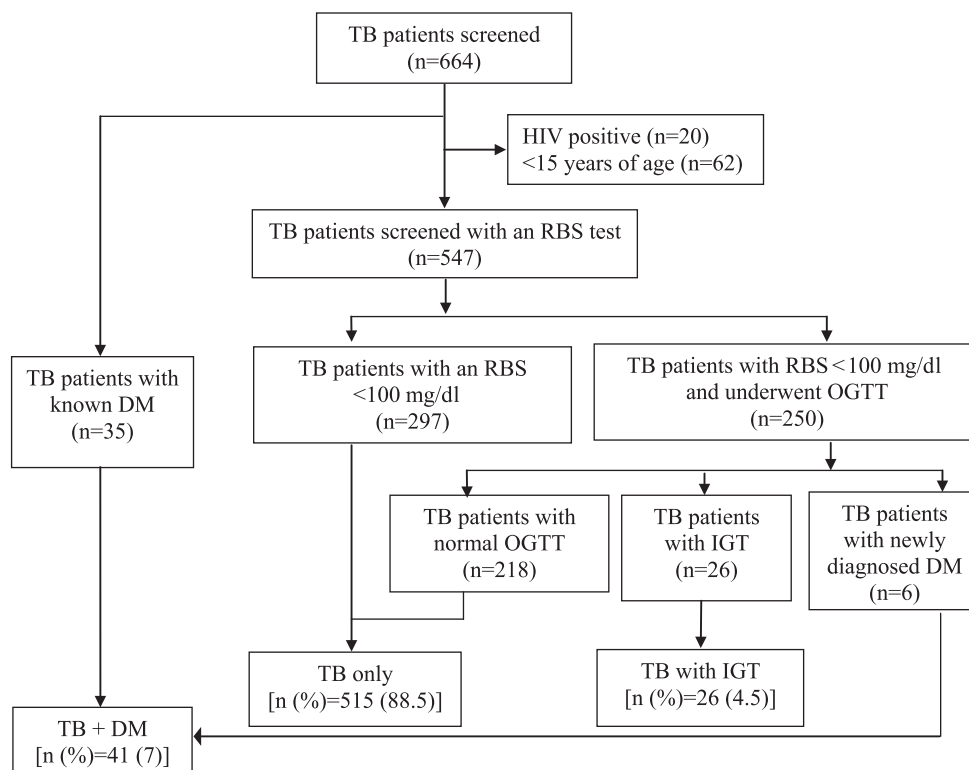 TB patients screened
(n=664)
HIV positive (n=20)
<15 years of age (n=62)
TB patients screened with an RBS test
(n=547)
TB patients with
known DM
(n=35)
TB patients with an RBS
<100 mg/dl
(n=297)
TB patients with RBS <100 mg/dl
and underwent OGTT
(n=250)
TB patients with
normal OGTT
(n=218)
TB patients
with IGT
(n=26)
TB patients
with newly
diagnosed DM
(n=6)
TB only
[n (%)=515 (88.5)]
TB with IGT
[n (%)=26 (4.5)]
TB + DM
[n (%)=41 (7)]